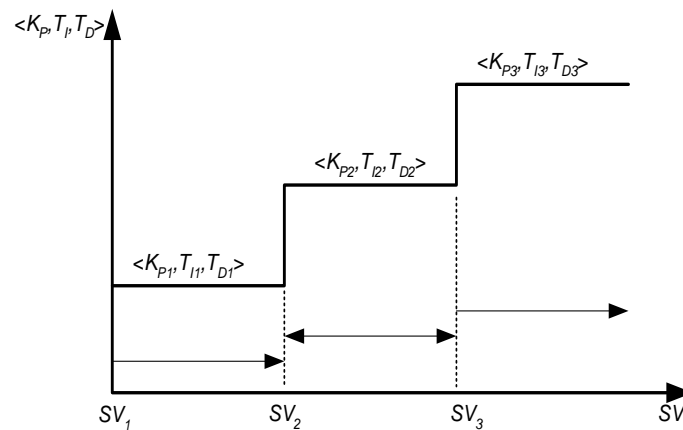 <K_P,T_I,T_D>
<K_P3,T_I3,T_D3>
<K_P2,T_I2,T_D2>
<K_P1,T_I1,T_D1>
SV_1 SV_2 SV_3 SV